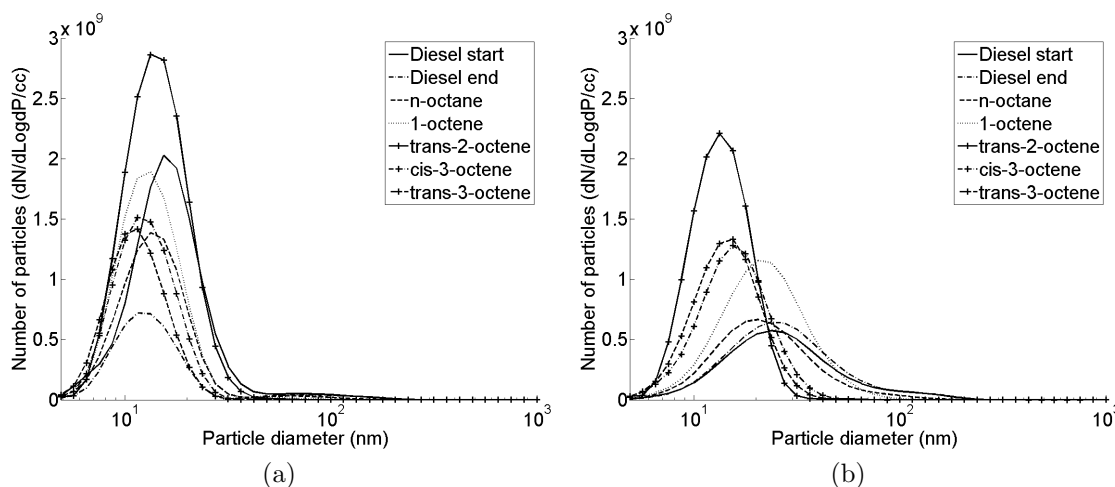 x 10^9
3
2.5
2
1.5
1
0.5
0
Number of particles (dN/dLogdP/cc)
10^1
10^2
10^3
Particle diameter (nm)
Diesel start
Diesel end
n-octane
1-octene
trans-2-octene
cis-3-octene
trans-3-octene
(a)
x 10^9
3
2.5
2
1.5
1
0.5
0
Number of particles (dN/dLogdP/cc)
10^1
10^2
10^3
Particle diameter (nm)
Diesel start
Diesel end
n-octane
1-octene
trans-2-octene
cis-3-octene
trans-3-octene
(b)